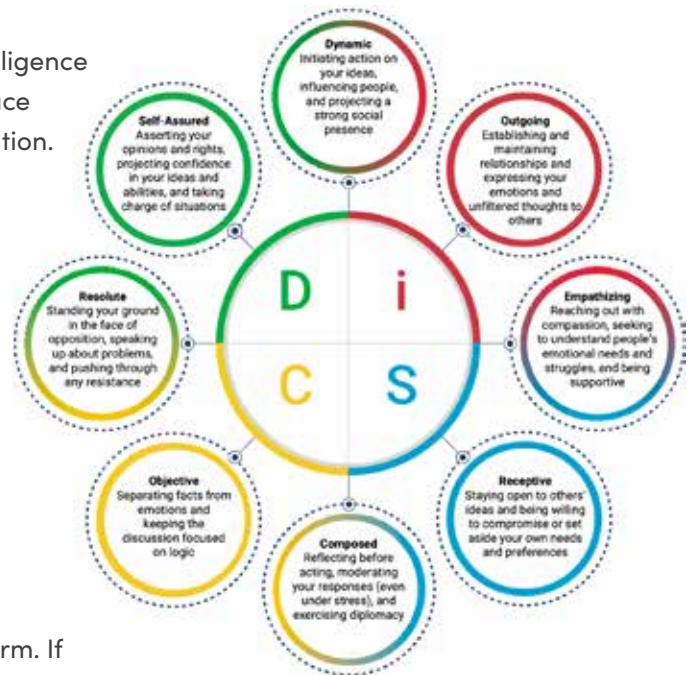 lligence
ace
tion.
Dynamic
Initiating action on
your ideas,
influencing people,
and projecting a
strong social
presence
Outgoing
Establishing and
maintaining
relationships and
expressing your
emotions and
unfiltered thoughts to
others
Empathizing
Reaching out with
compassion, seeking
to understand people's
emotional needs and
struggles, and being
supportive
Receptive
Staying open to others'
ideas and being willing
to compromise or set
aside your own needs
and preferences
Composed
Reflecting before
acting, moderating
your responses (even
under stress), and
exercising diplomacy
Objective
Separating facts from
emotions and
keeping the
discussion focused
on logic
Resolute
Standing your ground
in the face of
opposition, speaking
up about problems,
and pushing through
any resistance
Self-Assured
Asserting your
opinions and rights,
projecting confidence
in your ideas and
abilities, and taking
charge of situations
D i
C S
rm. If